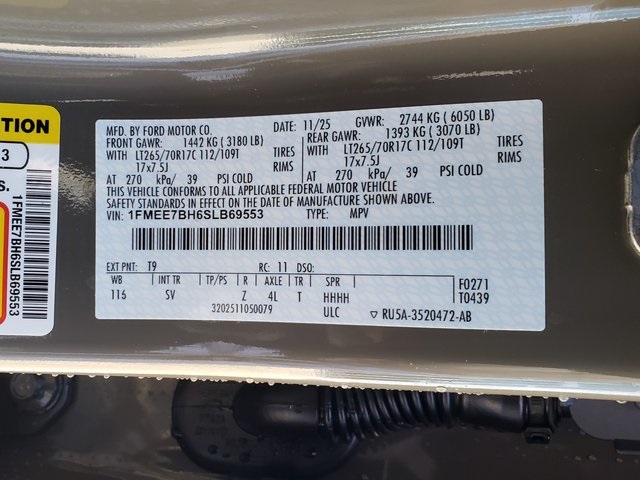 TION
3
s.
1FMEE7BH6SLB69553
MFD. BY FORD MOTOR CO.
DATE: 11/25 GVWR: 2744 KG ( 6050 LB)
FRONT GAWR: 1442 KG ( 3180 LB)
REAR GAWR: 1393 KG ( 3070 LB)
WITH LT265/70R17C 112/109T TIRES
WITH LT265/70R17C 112/109T TIRES
17x7.5J RIMS
17x7.5J RIMS
AT 270 kPa/ 39 PSI COLD
AT 270 kPa/ 39 PSI COLD
THIS VEHICLE CONFORMS TO ALL APPLICABLE FEDERAL MOTOR VEHICLE
SAFETY STANDARDS IN EFFECT ON THE DATE OF MANUFACTURE SHOWN ABOVE.
VIN: 1FMEE7BH6SLB69553 TYPE: MPV
EXT PNT: T9 RC: 11 DSO:
WB INT TR TP/PS R AXLE TR SPR
116 SV Z 4L T HHHH
F0271
T0439
3202511050079 ULC
RU5A-3520472-AB